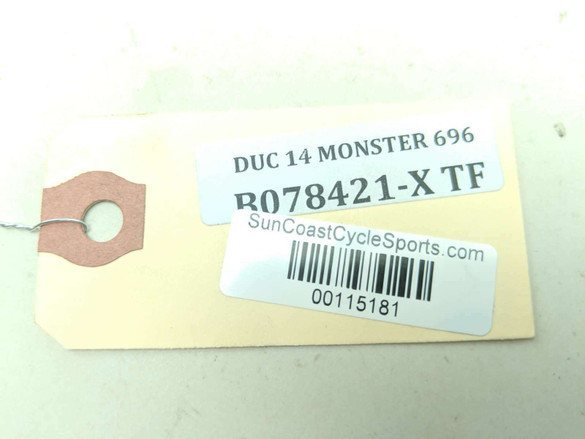 DUC 14 MONSTER 696
B078421-X TF
SunCoastCycleSports.com
00115181